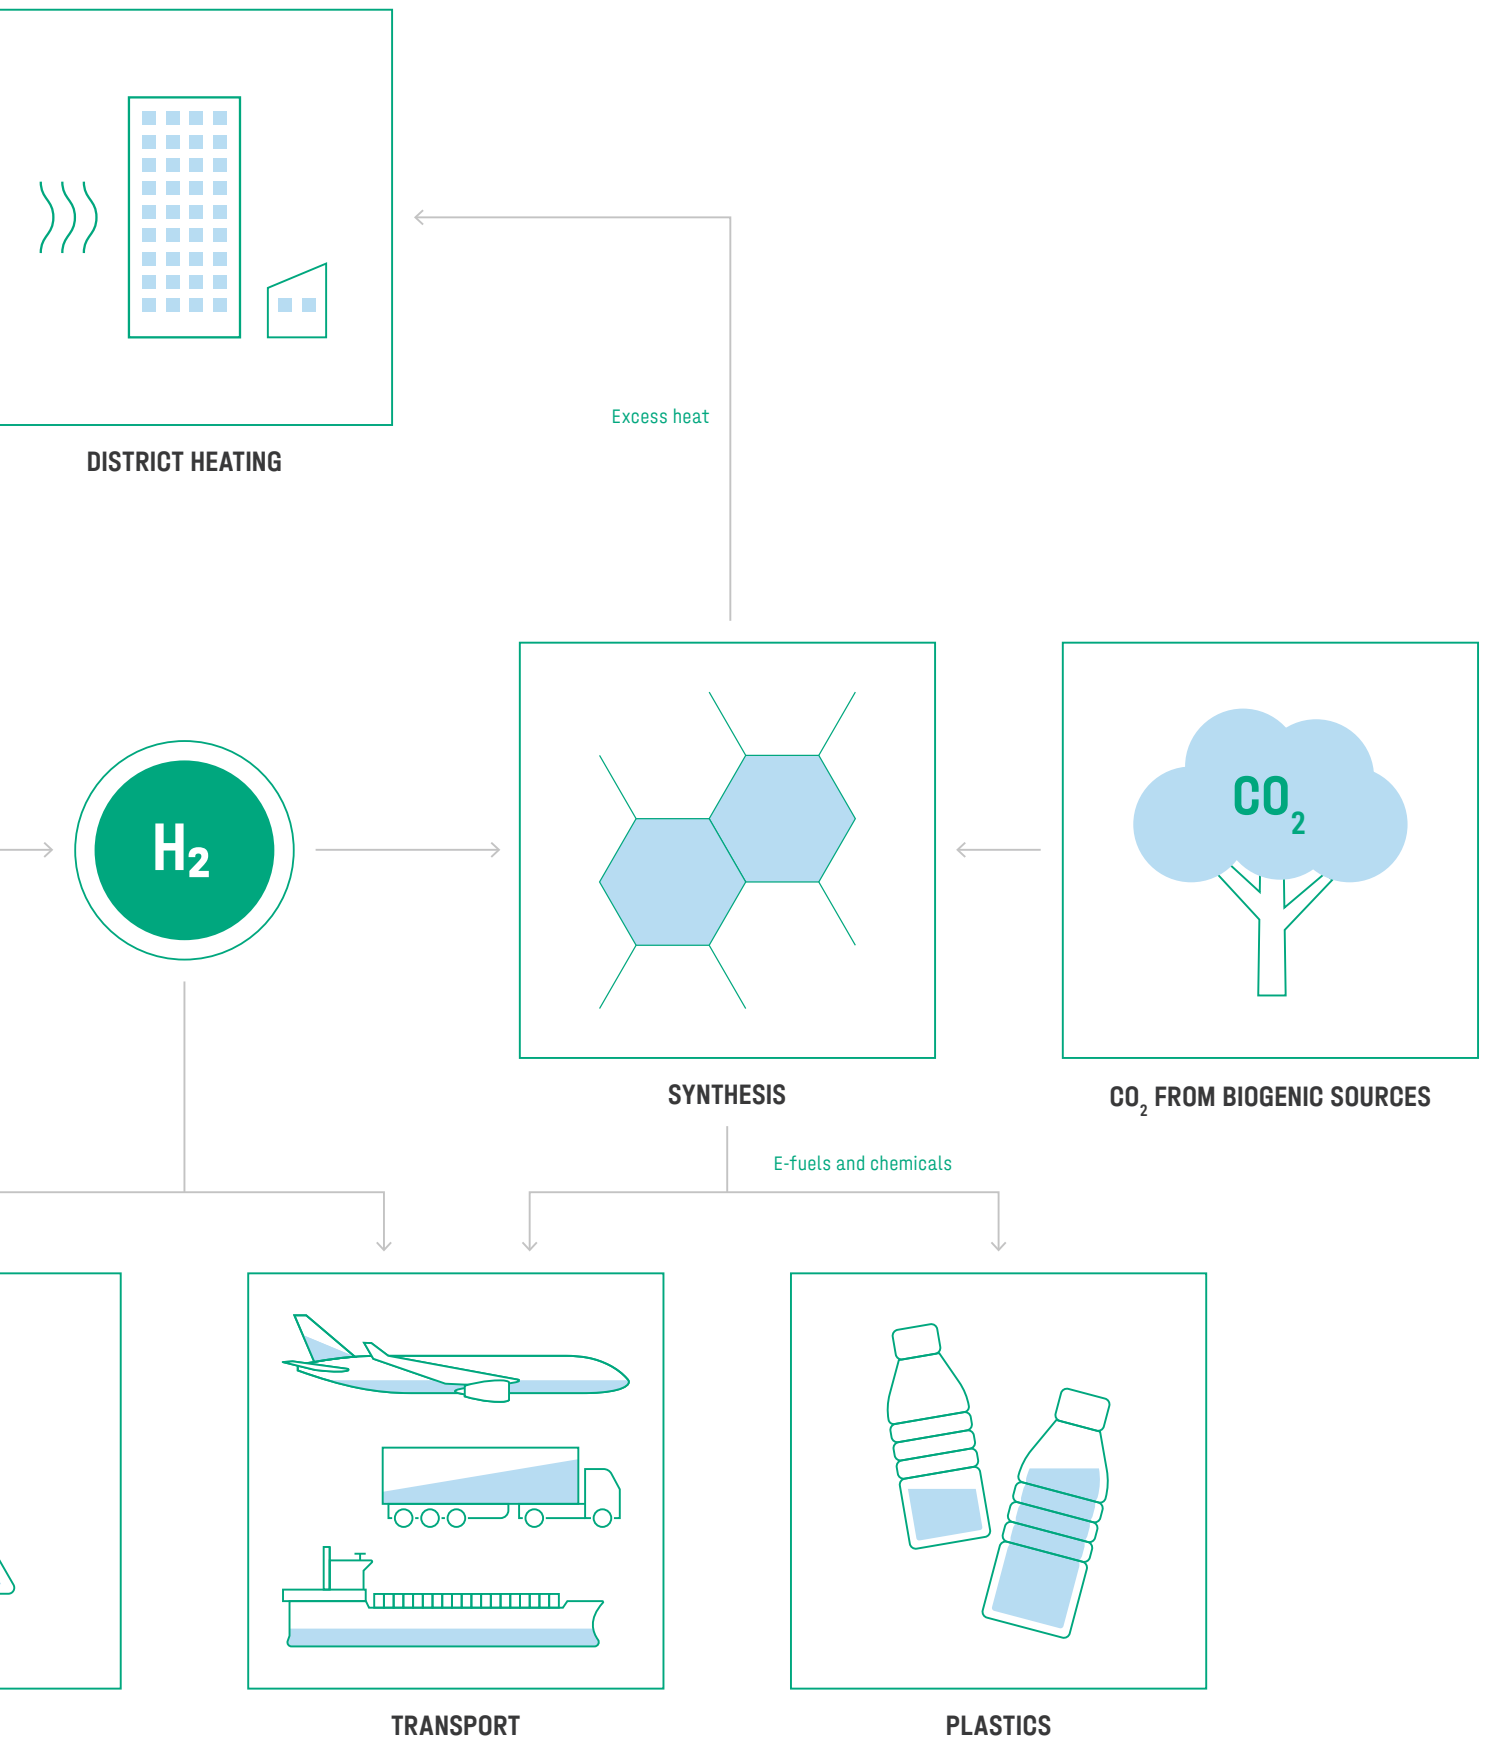 Excess heat
DISTRICT HEATING
CO₂
H₂
SYNTHESIS
CO₂ FROM BIOGENIC SOURCES
E-fuels and chemicals
TRANSPORT
PLASTICS